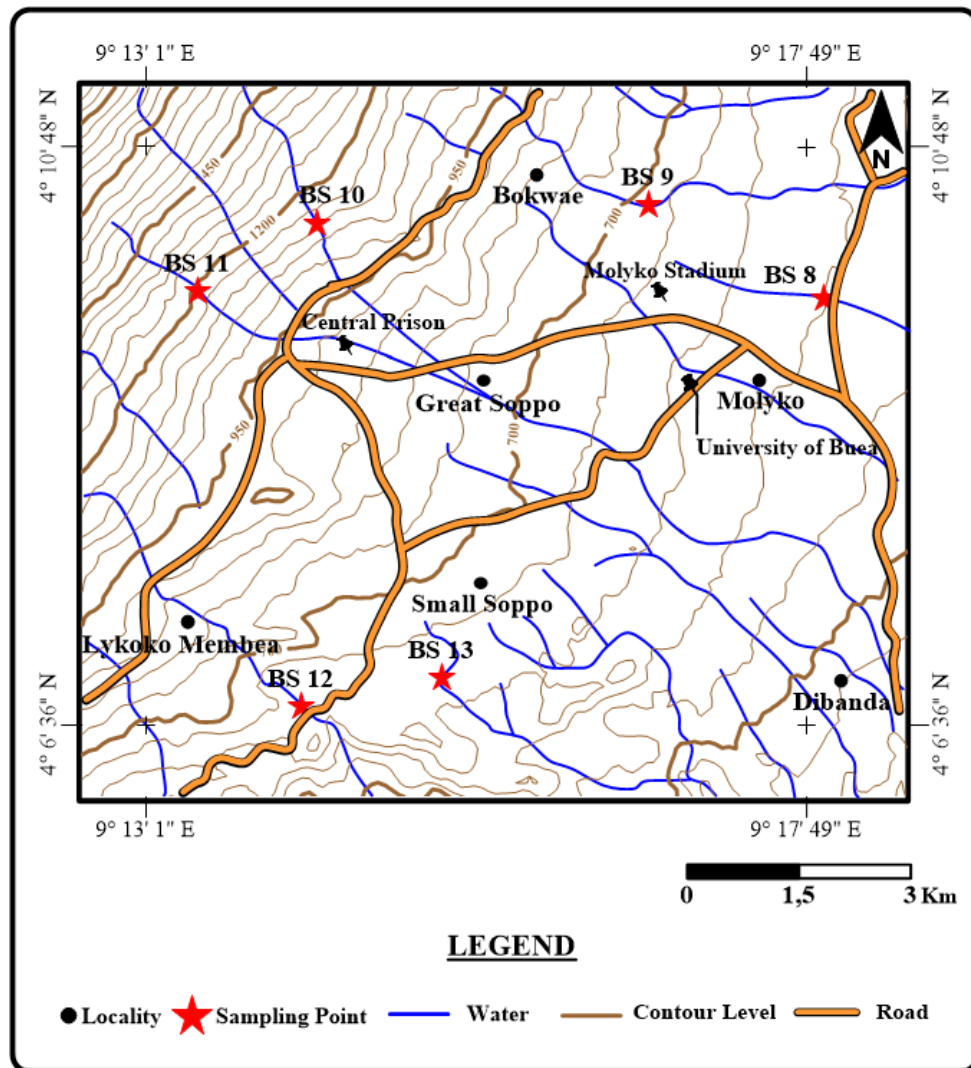 9° 13' 1" E
9° 17' 49" E
4° 10' 48" N
4° 10' 48" N
N
450
950
BS 10
Bokwae
BS 9
1200
700
BS 11
Molyko Stadium
BS 8
Central Prison
Great Soppo
Molyko
950
700
University of Buea
Small Soppo
Lykoko Membea
BS 13
BS 12
Dibanda
4° 6' 36" N
4° 6' 36" N
9° 13' 1" E
9° 17' 49" E
0 1,5 3 Km
LEGEND
Locality Sampling Point Water Contour Level Road